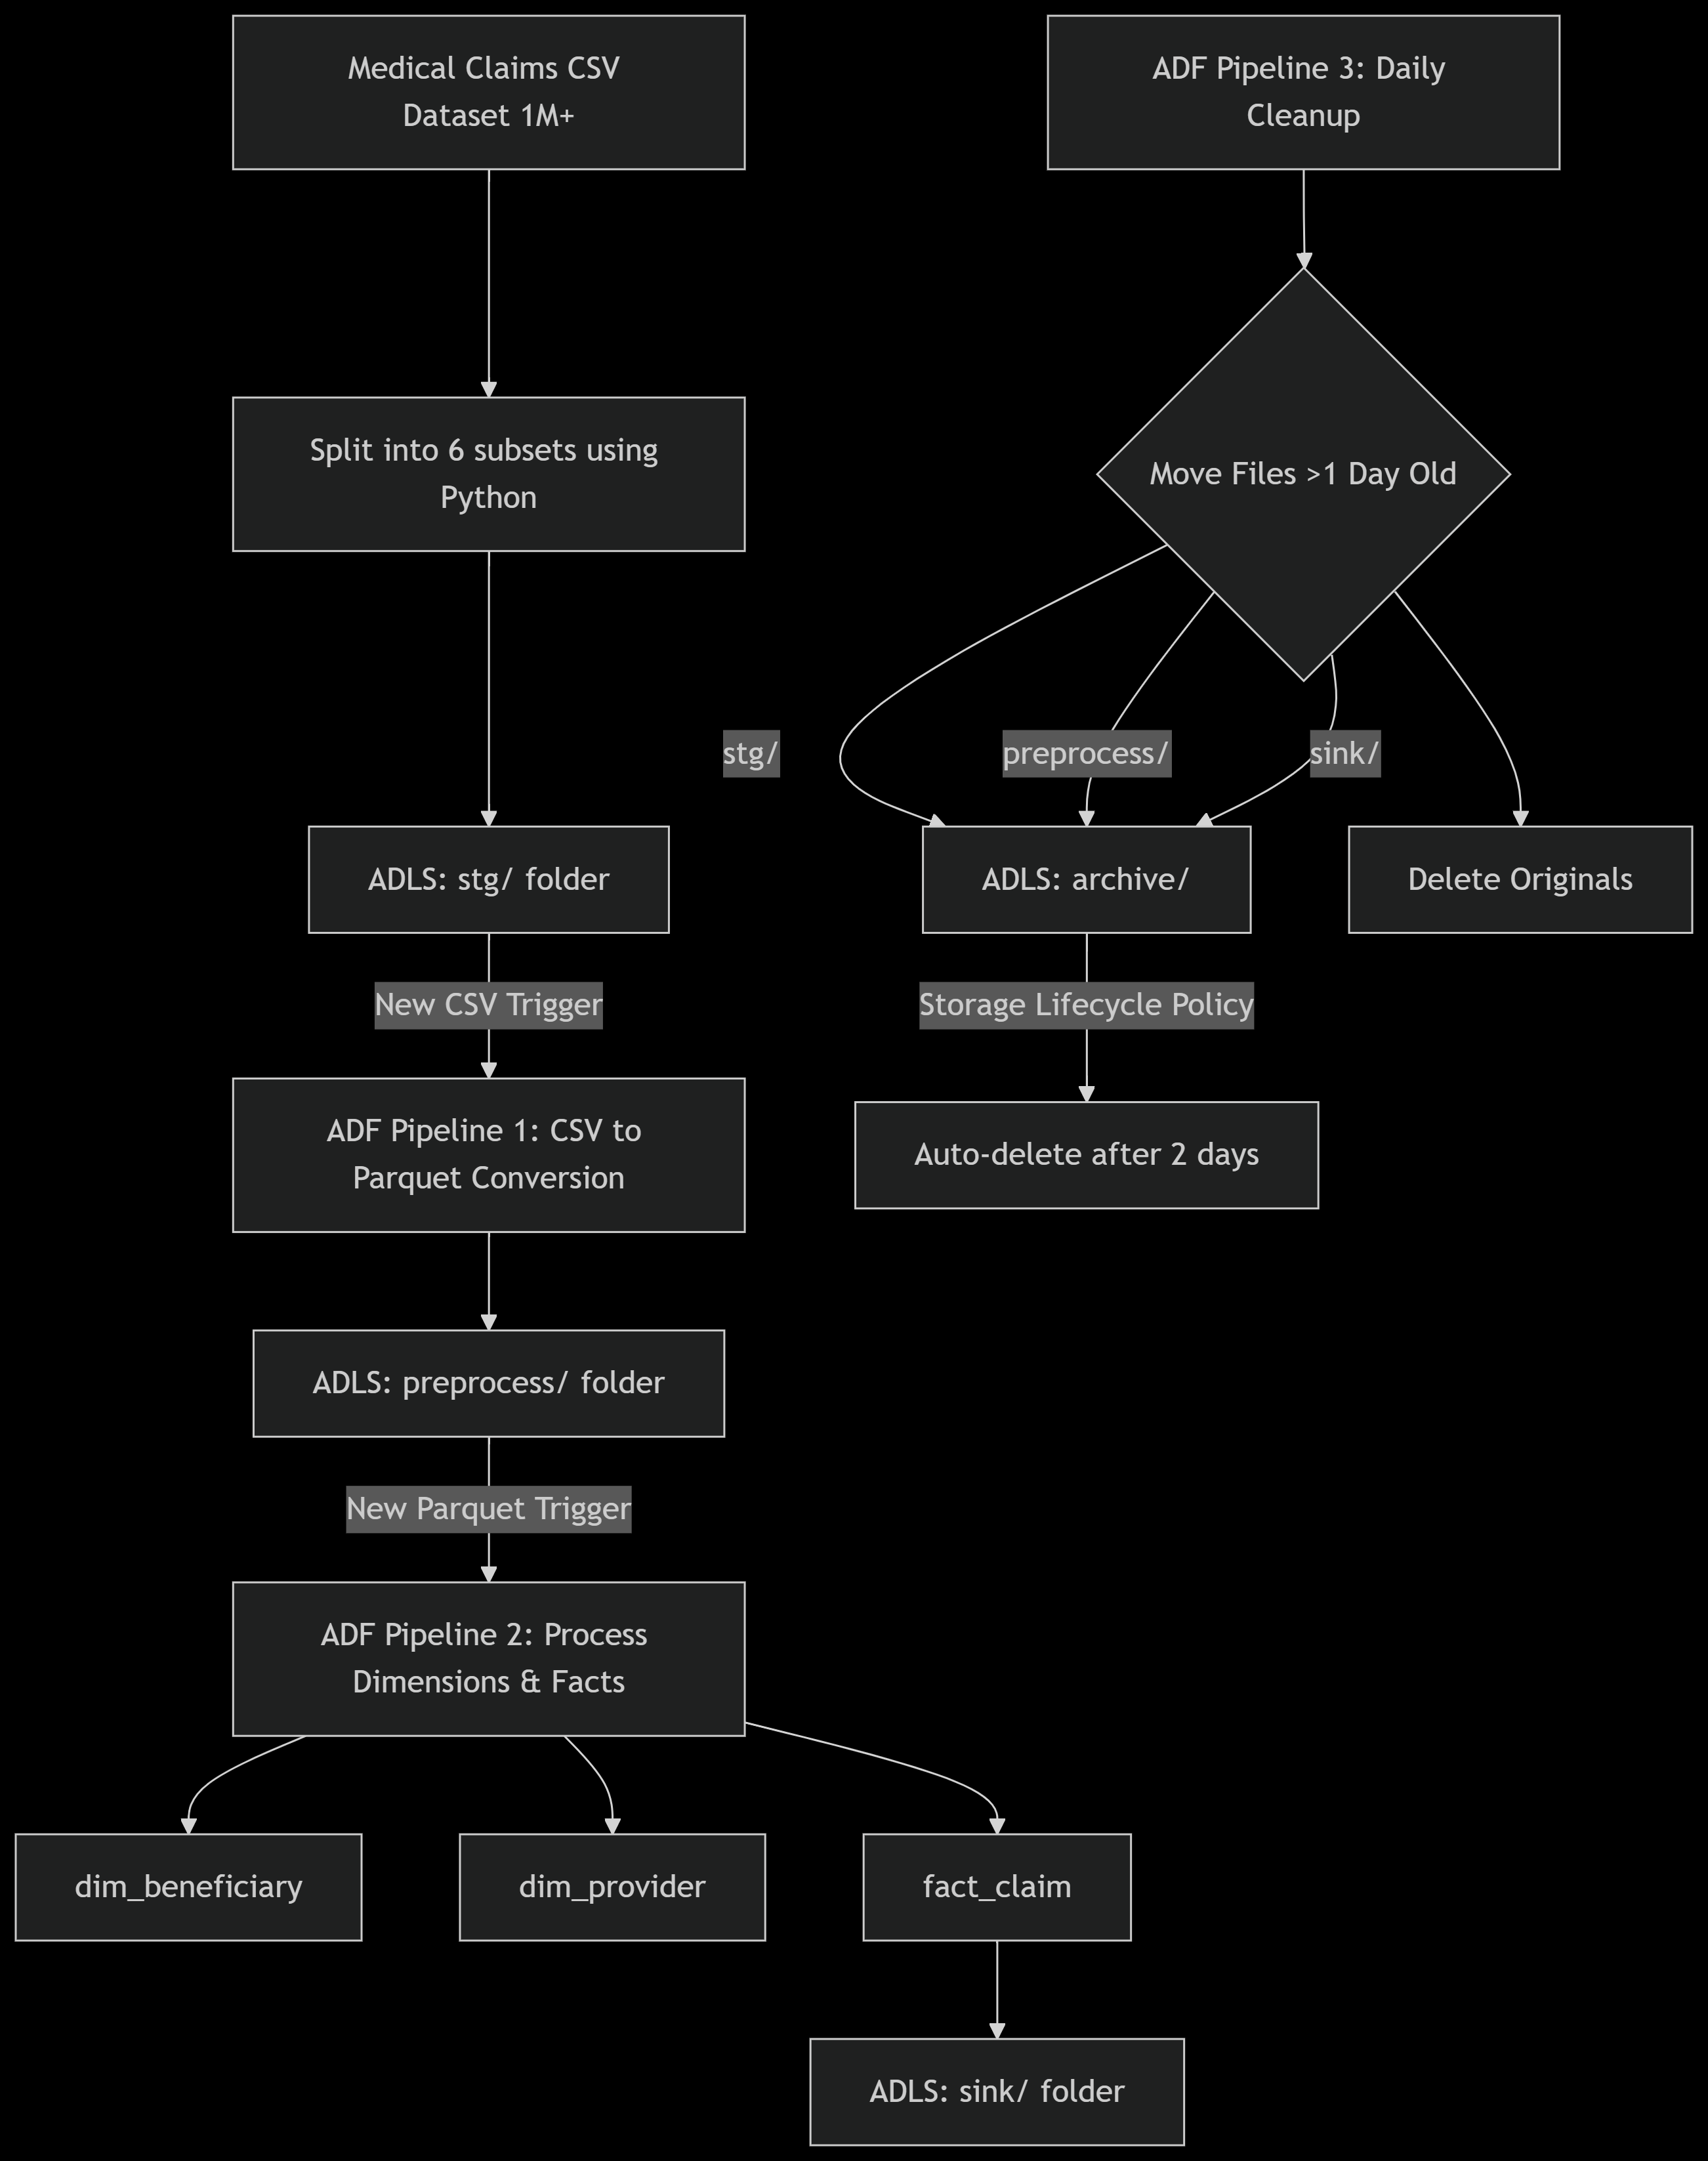 Medical Claims CSV
Dataset 1M+
ADF Pipeline 3: Daily
Cleanup
Split into 6 subsets using
Python
Move Files >1 Day Old
stg/
preprocess/
sink/
ADLS: stg/ folder
ADLS: archive/
Delete Originals
New CSV Trigger
Storage Lifecycle Policy
ADF Pipeline 1: CSV to
Parquet Conversion
Auto-delete after 2 days
ADLS: preprocess/ folder
New Parquet Trigger
ADF Pipeline 2: Process
Dimensions & Facts
dim_beneficiary
dim_provider
fact_claim
ADLS: sink/ folder